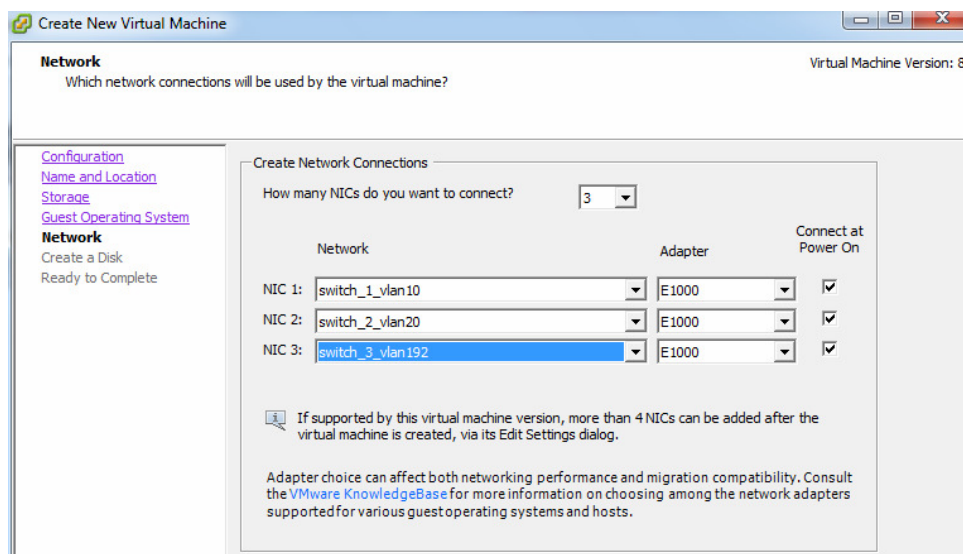 Create New Virtual Machine
Network
Which network connections will be used by the virtual machine?
Virtual Machine Version: 8
Configuration
Name and Location
Storage
Guest Operating System
Network
Create a Disk
Ready to Complete
Create Network Connections
How many NICs do you want to connect? 3
Network Adapter Connect at
Power On
NIC 1: switch_1_vlan10 E1000
NIC 2: switch_2_vlan20 E1000
NIC 3: switch_3_vlan192 E1000
If supported by this virtual machine version, more than 4 NICs can be added after the
virtual machine is created, via its Edit Settings dialog.
Adapter choice can affect both networking performance and migration compatibility. Consult
the VMware KnowledgeBase for more information on choosing among the network adapters
supported for various guest operating systems and hosts.